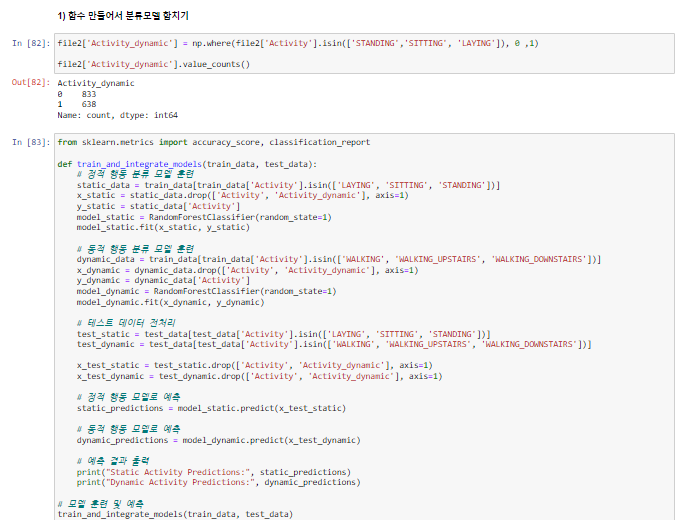 1) 함수 만들어서 분류모델 합치기
In [82]: file2['Activity_dynamic'] = np.where(file2['Activity'].isin(['STANDING','SITTING', 'LAYING']), 0 ,1)
file2['Activity_dynamic'].value_counts()
Out[82]: Activity_dynamic
0    833
1    638
Name: count, dtype: int64
In [83]: from sklearn.metrics import accuracy_score, classification_report
def train_and_integrate_models(train_data, test_data):
# 정적 행동 분류 모델 훈련
static_data = train_data[train_data['Activity'].isin(['LAYING', 'SITTING', 'STANDING'])]
x_static = static_data.drop(['Activity', 'Activity_dynamic'], axis=1)
y_static = static_data['Activity']
model_static = RandomForestClassifier(random_state=1)
model_static.fit(x_static, y_static)
# 동적 행동 분류 모델 훈련
dynamic_data = train_data[train_data['Activity'].isin(['WALKING', 'WALKING_UPSTAIRS', 'WALKING_DOWNSTAIRS'])]
x_dynamic = dynamic_data.drop(['Activity', 'Activity_dynamic'], axis=1)
y_dynamic = dynamic_data['Activity']
model_dynamic = RandomForestClassifier(random_state=1)
model_dynamic.fit(x_dynamic, y_dynamic)
# 테스트 데이터 전처리
test_static = test_data[test_data['Activity'].isin(['LAYING', 'SITTING', 'STANDING'])]
test_dynamic = test_data[test_data['Activity'].isin(['WALKING', 'WALKING_UPSTAIRS', 'WALKING_DOWNSTAIRS'])]
x_test_static = test_static.drop(['Activity', 'Activity_dynamic'], axis=1)
x_test_dynamic = test_dynamic.drop(['Activity', 'Activity_dynamic'], axis=1)
# 정적 행동 모델로 예측
static_predictions = model_static.predict(x_test_static)
# 동적 행동 모델로 예측
dynamic_predictions = model_dynamic.predict(x_test_dynamic)
# 예측 결과 출력
print("Static Activity Predictions:", static_predictions)
print("Dynamic Activity Predictions:", dynamic_predictions)
# 모델 훈련 및 예측
train_and_integrate_models(train_data, test_data)